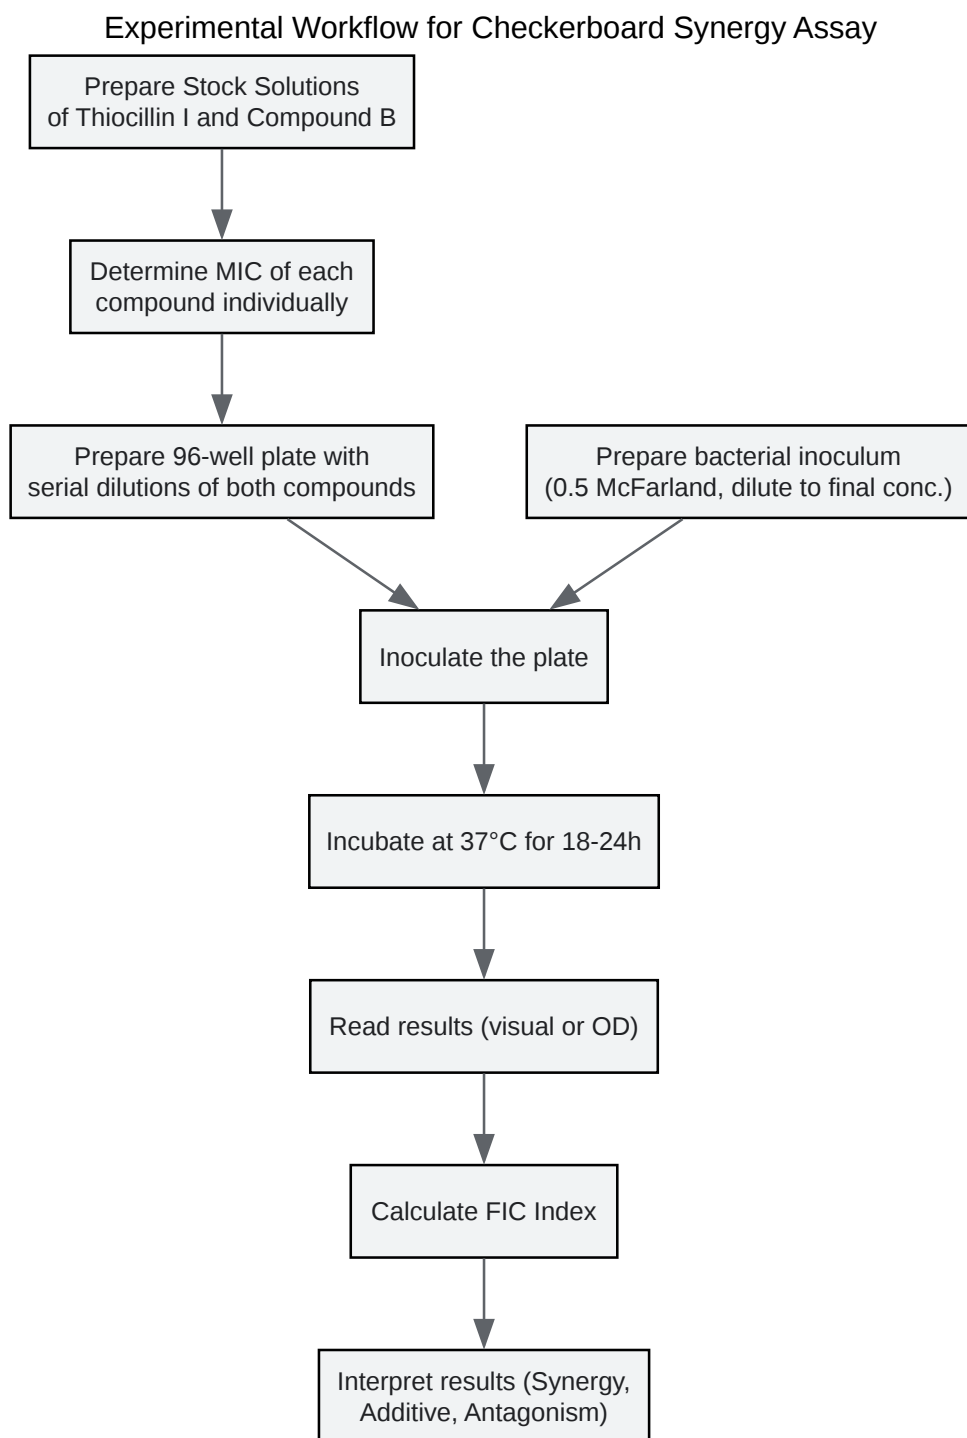 Experimental Workflow for Checkerboard Synergy Assay
Prepare Stock Solutions
of Thiocillin I and Compound B
Determine MIC of each
compound individually
Prepare 96-well plate with
serial dilutions of both compounds
Prepare bacterial inoculum
(0.5 McFarland, dilute to final conc.)
Inoculate the plate
Incubate at 37°C for 18-24h
Read results (visual or OD)
Calculate FIC Index
Interpret results (Synergy,
Additive, Antagonism)